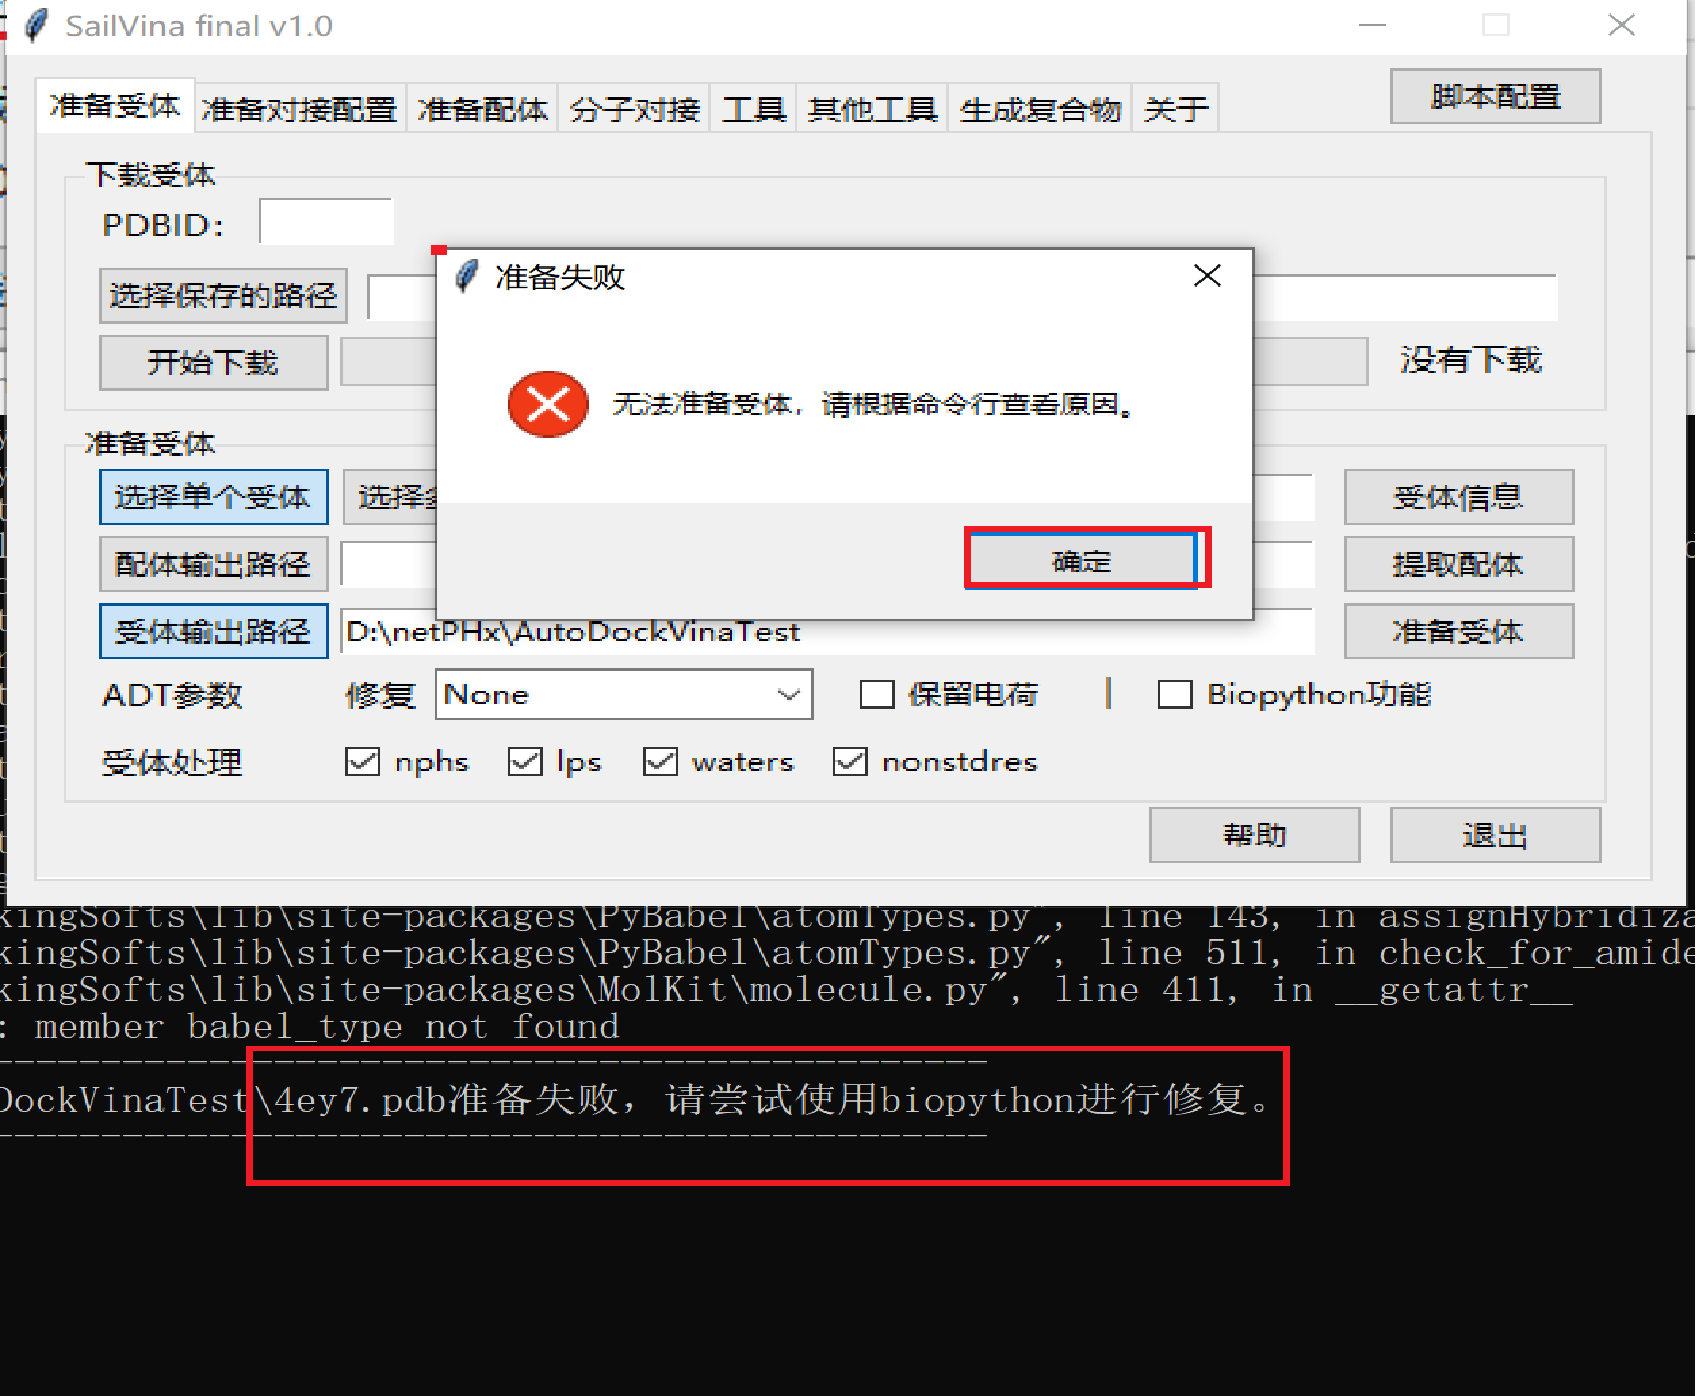 SailVina final v1.0
准备受体 准备对接配置 准备配体 分子对接 工具 其他工具 生成复合物 关于 脚本配置
下载受体
PDBID：
选择保存的路径
开始下载 没有下载
准备失败
无法准备受体，请根据命令行查看原因。
确定
准备受体
选择单个受体 选择 受体信息
配体输出路径 提取配体
受体输出路径 D:\netPHx\AutoDockVinaTest 准备受体
ADT参数 修复 None 保留电荷 | Biopython功能
受体处理 nphs lps waters nonstdres
帮助 退出
kingSofts\lib\site-packages\PyBabel\atomTypes.py", line 143, in assignHybridiza
kingSofts\lib\site-packages\PyBabel\atomTypes.py", line 511, in check_for_amide
kingSofts\lib\site-packages\MolKit\molecule.py", line 411, in __getattr__
: member babel_type not found
DockVinaTest\4ey7.pdb准备失败，请尝试使用biopython进行修复。